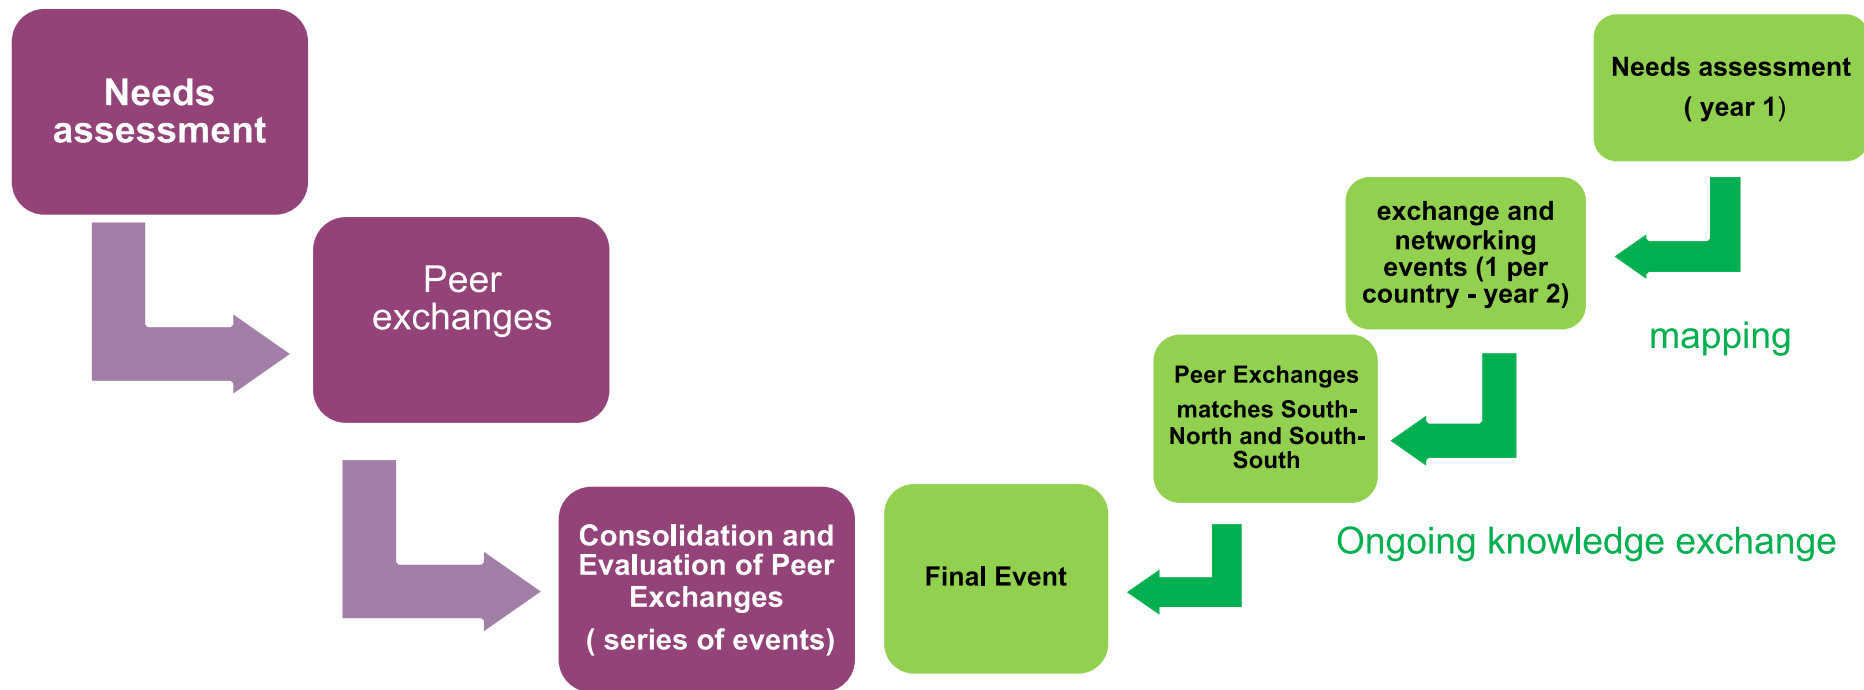 Needs
assessment
Peer
exchanges
Consolidation and
Evaluation of Peer
Exchanges
( series of events)
Needs assessment
( year 1)
exchange and
networking
events (1 per
country - year 2)
mapping
Peer Exchanges
matches South-
North and South-
South
Ongoing knowledge exchange
Final Event